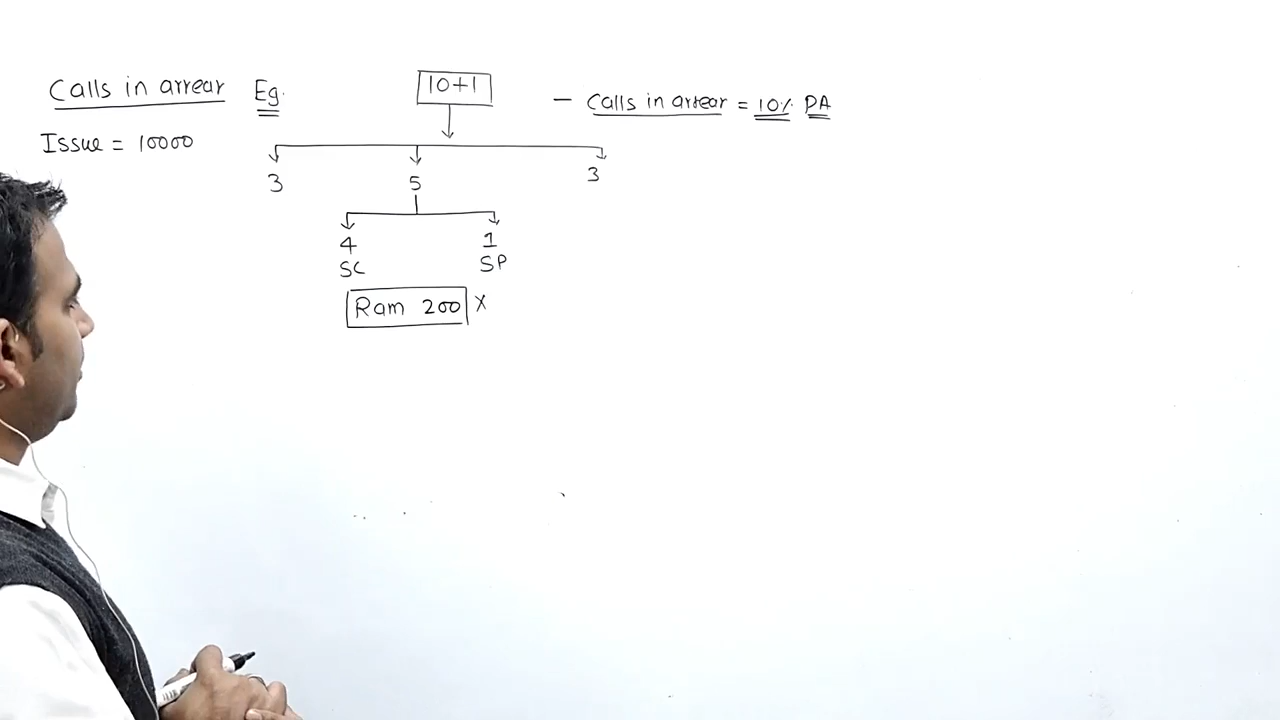 Calls in arrear Eg.
10+1
— Calls in arrear = 10% PA
Issue = 10000
3 5 3
4 1
SC SP
Ram 200 X